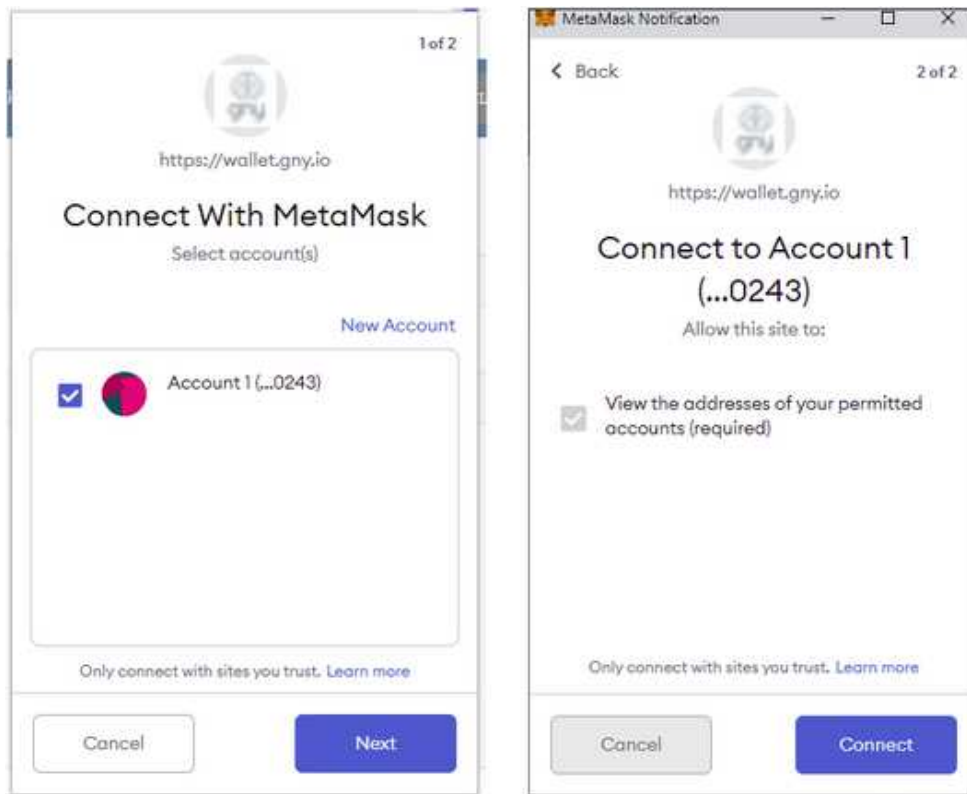 1 of 2
gny
https://wallet.gny.io
Connect With MetaMask
Select account(s)
New Account
Account 1 (...0243)
Only connect with sites you trust. Learn more
Cancel
Next
MetaMask Notification
Back
2 of 2
gny
https://wallet.gny.io
Connect to Account 1
(...0243)
Allow this site to:
View the addresses of your permitted
accounts (required)
Only connect with sites you trust. Learn more
Cancel
Connect